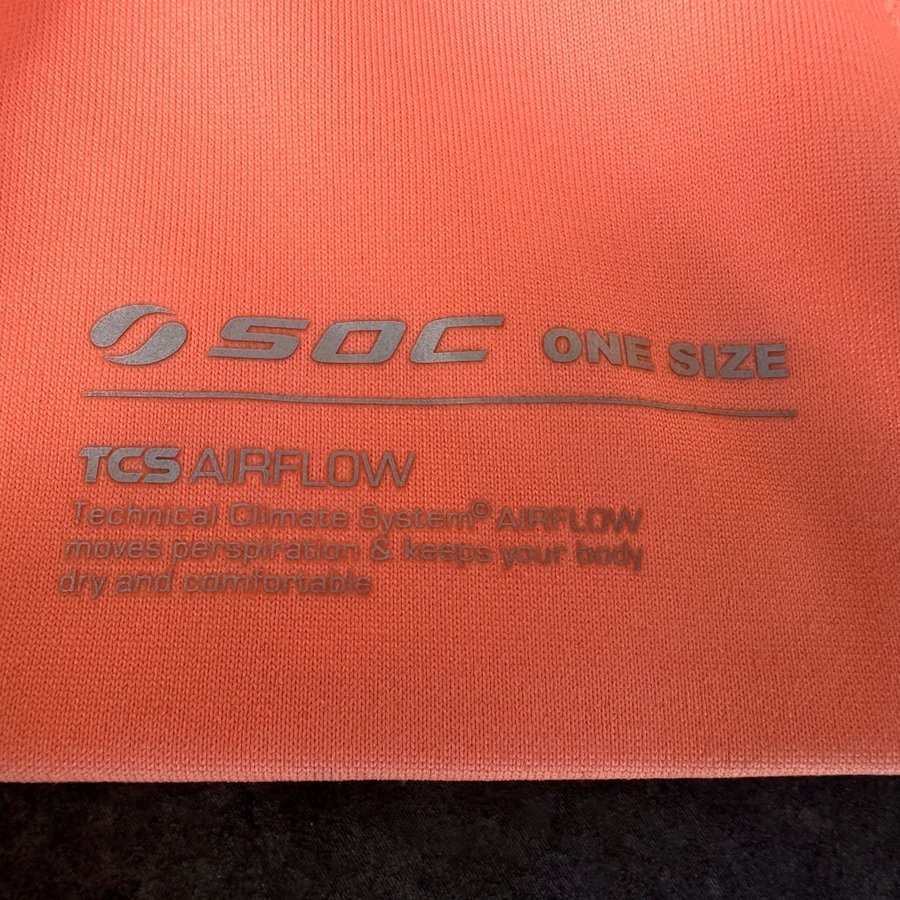 SOC ONE SIZE
TCS AIRFLOW
Technical Climate System© AIRFLOW
moves perspiration & keeps your body
dry and comfortable